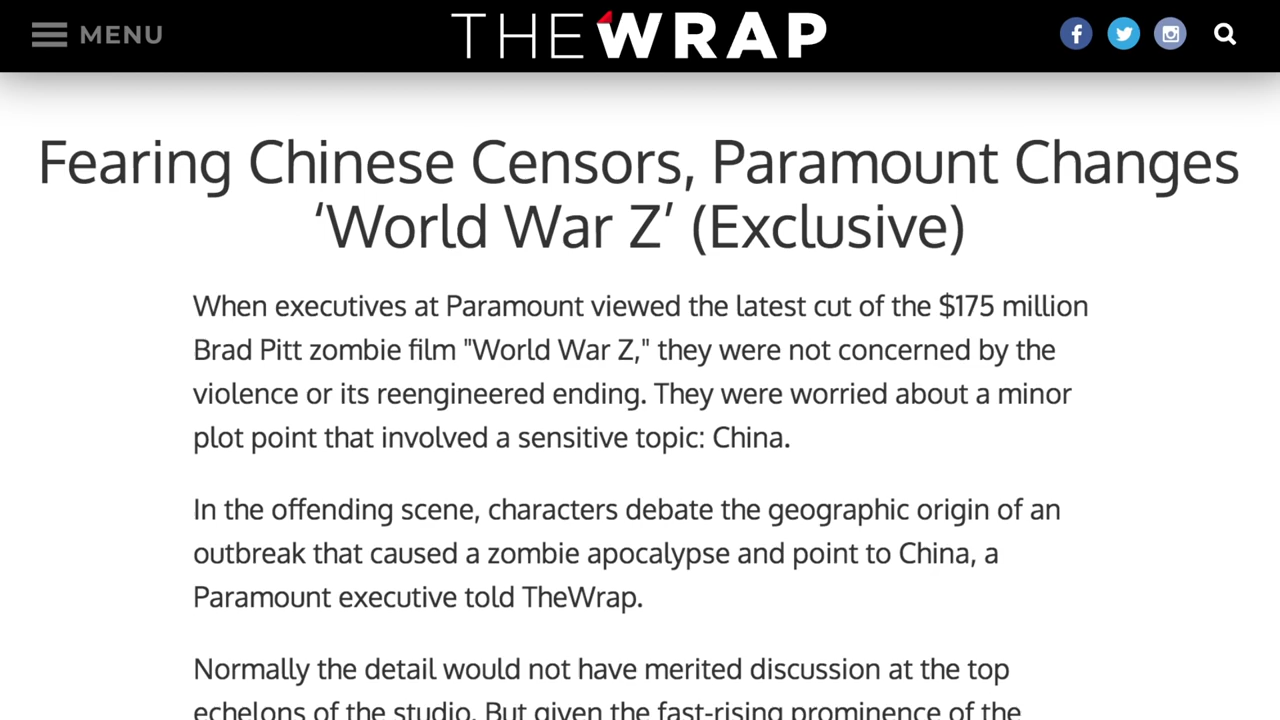 MENU
THE WRAP
Fearing Chinese Censors, Paramount Changes
‘World War Z’ (Exclusive)
When executives at Paramount viewed the latest cut of the $175 million
Brad Pitt zombie film "World War Z," they were not concerned by the
violence or its reengineered ending. They were worried about a minor
plot point that involved a sensitive topic: China.
In the offending scene, characters debate the geographic origin of an
outbreak that caused a zombie apocalypse and point to China, a
Paramount executive told TheWrap.
Normally the detail would not have merited discussion at the top
echelons of the studio. But given the fast-rising prominence of the